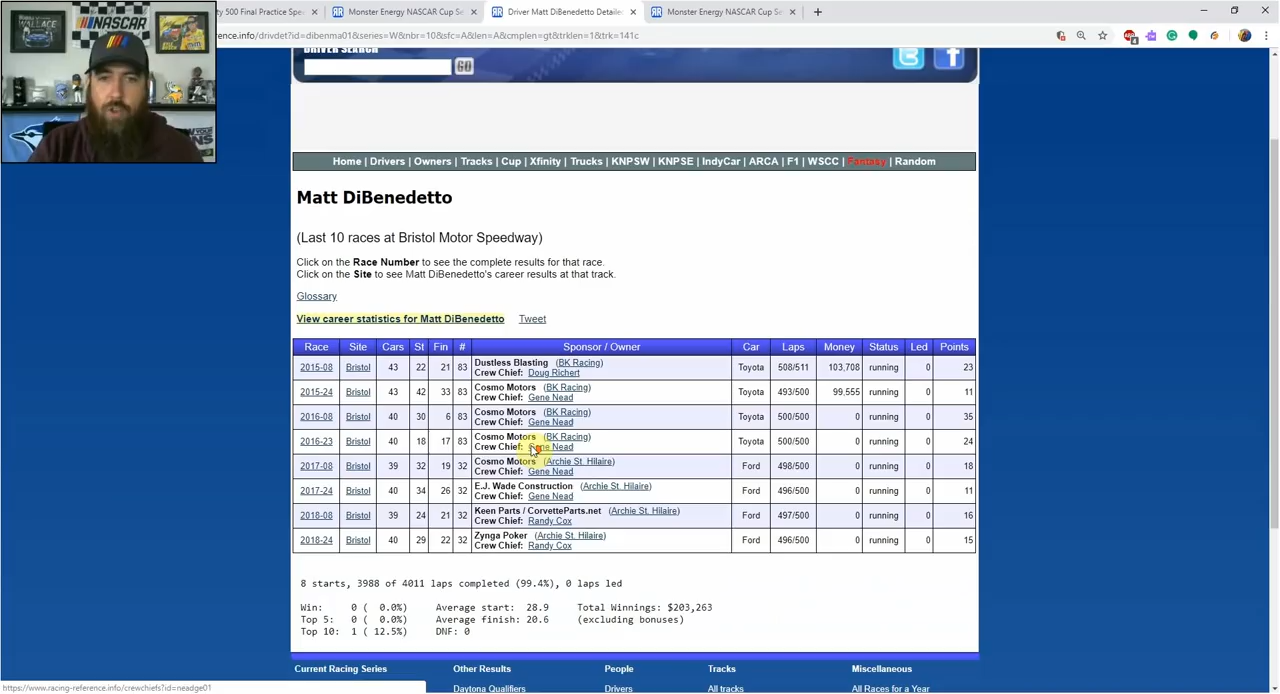 ty 500 Final Practice Spe
Monster Energy NASCAR Cup Se
Driver Matt DiBenedetto Detaile
Monster Energy NASCAR Cup Se
rence.info/drivdet?id=dibenma01&series=W&nbr=10&sfc=A&len=A&cmplen=gt&trklen=1&trk=141c
NASCAR
WALLACE
DRIVER SEARCH
GO
Home | Drivers | Owners | Tracks | Cup | Xfinity | Trucks | KNPSW | KNPSE | IndyCar | ARCA | F1 | WSCC | Fantasy | Random
Matt DiBenedetto
(Last 10 races at Bristol Motor Speedway)
Click on the Race Number to see the complete results for that race.
Click on the Site to see Matt DiBenedetto's career results at that track.
Glossary
View career statistics for Matt DiBenedetto Tweet
Race Site Cars St Fin # Sponsor / Owner Car Laps Money Status Led Points
2015-08 Bristol 43 22 21 83 Dustless Blasting (BK Racing) Toyota 508/511 103,708 running 0 23
Crew Chief: Doug Richert
2015-24 Bristol 43 42 33 83 Cosmo Motors (BK Racing) Toyota 493/500 99,555 running 0 11
Crew Chief: Gene Nead
2016-08 Bristol 40 30 6 83 Cosmo Motors (BK Racing) Toyota 500/500 0 running 0 35
Crew Chief: Gene Nead
2016-23 Bristol 40 18 17 83 Cosmo Motors (BK Racing) Toyota 500/500 0 running 0 24
Crew Chief: Gene Nead
2017-08 Bristol 39 32 19 32 Cosmo Motors (Archie St. Hilaire) Ford 498/500 0 running 0 18
Crew Chief: Gene Nead
2017-24 Bristol 40 34 26 32 E.J. Wade Construction (Archie St. Hilaire) Ford 496/500 0 running 0 11
Crew Chief: Gene Nead
2018-08 Bristol 39 24 21 32 Keen Parts / CorvetteParts.net (Archie St. Hilaire) Ford 497/500 0 running 0 16
Crew Chief: Randy Cox
2018-24 Bristol 40 29 22 32 Zynga Poker (Archie St. Hilaire) Ford 496/500 0 running 0 15
Crew Chief: Randy Cox
8 starts, 3988 of 4011 laps completed (99.4%), 0 laps led
Win: 0 ( 0.0%) Average start: 28.9 Total Winnings: $203,263
Top 5: 0 ( 0.0%) Average finish: 20.6 (excluding bonuses)
Top 10: 1 ( 12.5%) DNF: 0
Current Racing Series Other Results People Tracks Miscellaneous
Daytona Qualifiers Drivers All tracks All Races for a Year
https://www.racing-reference.info/crewchiefs?id=neadge01